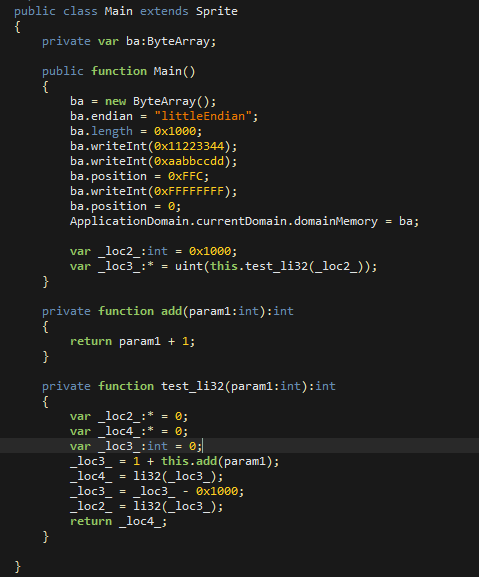 public class Main extends Sprite
{
private var ba:ByteArray;
public function Main()
{
ba = new ByteArray();
ba.endian = "littleEndian";
ba.length = 0x1000;
ba.writeInt(0x11223344);
ba.writeInt(0xaabbccdd);
ba.position = 0xFFC;
ba.writeInt(0xFFFFFFFF);
ba.position = 0;
ApplicationDomain.currentDomain.domainMemory = ba;
var _loc2_:int = 0x1000;
var _loc3_:* = uint(this.test_li32(_loc2_));
}
private function add(param1:int):int
{
return param1 + 1;
}
private function test_li32(param1:int):int
{
var _loc2_:* = 0;
var _loc4_:* = 0;
var _loc3_:int = 0;
_loc3_ = 1 + this.add(param1);
_loc4_ = li32(_loc3_);
_loc3_ = _loc3_ - 0x1000;
_loc2_ = li32(_loc3_);
return _loc4_;
}
}